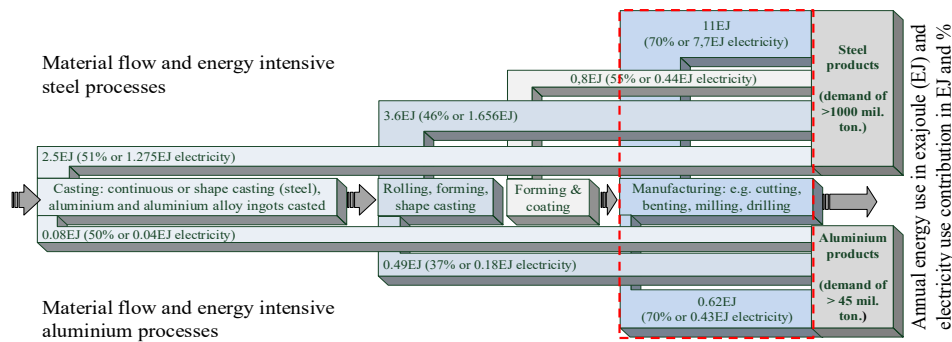 11EJ
(70% or 7,7EJ electricity)
Steel
products
(demand of
>1000 mil.
ton.)
Material flow and energy intensive
steel processes
0,8EJ (55% or 0.44EJ electricity)
3.6EJ (46% or 1.656EJ)
2.5EJ (51% or 1.275EJ electricity)
Casting: continuous or shape casting (steel),
aluminium and aluminium alloy ingots casted
Rolling, forming,
shape casting
Forming &
coating
Manufacturing: e.g. cutting,
benting, milling, drilling
0.08EJ (50% or 0.04EJ electricity)
0.49EJ (37% or 0.18EJ electricity)
0.62EJ
(70% or 0.43EJ electricity)
Aluminium
products
(demand of
> 45 mil.
ton.)
Material flow and energy intensive
aluminium processes
Annual energy use in exajoule (EJ) and
electricity use contribution in EJ and %